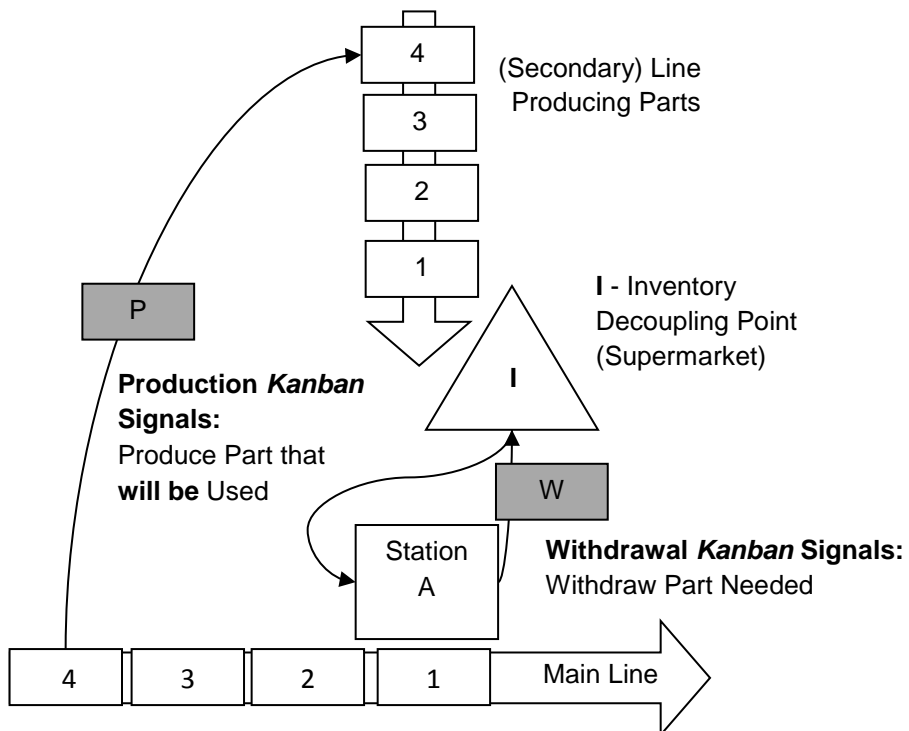 4
(Secondary) Line
Producing Parts
3
2
1
P
I - Inventory
Decoupling Point
(Supermarket)
I
Production Kanban
Signals:
Produce Part that
will be Used
W
Station
A
Withdrawal Kanban Signals:
Withdraw Part Needed
4
3
2
1
Main Line